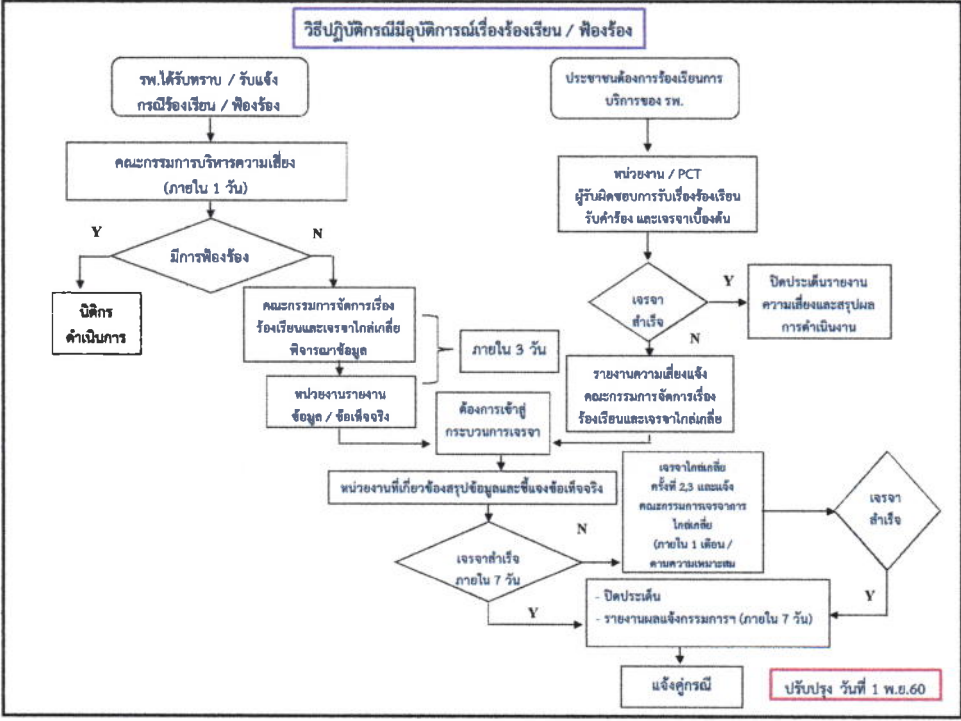 วิธีปฏิบัติกรณีมีอุบัติการณ์เรื่องร้องเรียน / ฟ้องร้อง
รพ.ได้รับทราบ / รับแจ้ง
กรณีร้องเรียน / ฟ้องร้อง
คณะกรรมการบริหารความเสี่ยง
(ภายใน 1 วัน)
Y
มีการฟ้องร้อง
N
นิติกร
ดำเนินการ
คณะกรรมการจัดการเรื่อง
ร้องเรียนและเจรจาไกล่เกลี่ย
พิจารณาข้อมูล
ภายใน 3 วัน
หน่วยงานรายงาน
ข้อมูล / ข้อเท็จจริง
ประชาชนต้องการร้องเรียนการ
บริการของ รพ.
หน่วยงาน / PCT
ผู้รับผิดชอบการรับเรื่องร้องเรียน
รับคำร้อง และเจรจาเบื้องต้น
เจรจา
สำเร็จ
Y
ปิดประเด็นรายงาน
ความเสี่ยงและสรุปผล
การดำเนินงาน
N
รายงานความเสี่ยงแจ้ง
คณะกรรมการจัดการเรื่อง
ร้องเรียนและเจรจาไกล่เกลี่ย
ต้องการเข้าสู่
กระบวนการเจรจา
หน่วยงานที่เกี่ยวข้องสรุปข้อมูลและชี้แจงข้อเท็จจริง
เจรจาสำเร็จ
ภายใน 7 วัน
N
เจรจาไกล่เกลี่ย
ครั้งที่ 2,3 และแจ้ง
คณะกรรมการเจรจาการ
ไกล่เกลี่ย
(ภายใน 1 เดือน /
ตามความเหมาะสม
เจรจา
สำเร็จ
Y
Y
- ปิดประเด็น
- รายงานผลแจ้งกรรมการฯ (ภายใน 7 วัน)
แจ้งคู่กรณี
ปรับปรุง วันที่ 1 พ.ย.60